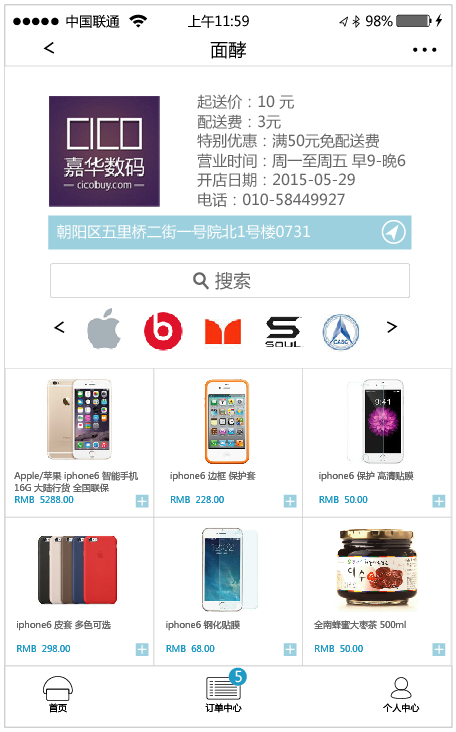 中国联通
上午11:59
98%
<
面酵
CICO
嘉华数码
cicobuy.com
起送价：10 元
配送费：3元
特别优惠：满50元免配送费
营业时间：周一至周五 早9-晚6
开店日期：2015-05-29
电话：010-58449927
朝阳区五里桥二街一号院北1号楼0731
搜索
<
b
SOUL
CASC
>
Apple/苹果 iphone6 智能手机
16G 大陆行货 全国联保
RMB 5288.00
iphone6 边框 保护套
RMB 228.00
9:41
iphone6 保护 高清贴膜
RMB 50.00
iphone6 皮套 多色可选
RMB 298.00
iphone6 钢化贴膜
RMB 68.00
대추
全南蜂蜜大枣茶 500ml
RMB 50.00
首页
5
订单中心
个人中心